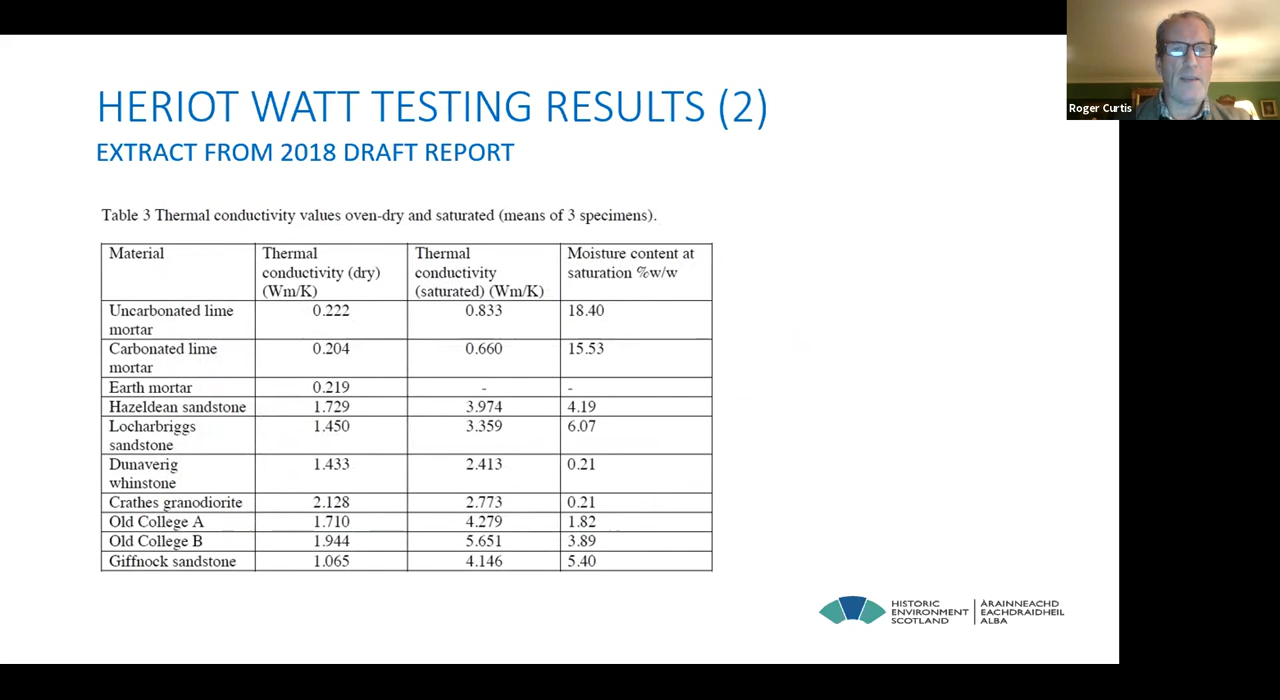 HERIOT WATT TESTING RESULTS (2)
EXTRACT FROM 2018 DRAFT REPORT
Roger Curtis
Table 3 Thermal conductivity values oven-dry and saturated (means of 3 specimens).
Material
Thermal
conductivity (dry)
(Wm/K)
Thermal
conductivity
(saturated) (Wm/K)
Moisture content at
saturation %w/w
Uncarbonated lime
mortar
0.222
0.833
18.40
Carbonated lime
mortar
0.204
0.660
15.53
Earth mortar
0.219
-
-
Hazeldean sandstone
1.729
3.974
4.19
Locharbriggs
sandstone
1.450
3.359
6.07
Dunaverig
whinstone
1.433
2.413
0.21
Crathes granodiorite
2.128
2.773
0.21
Old College A
1.710
4.279
1.82
Old College B
1.944
5.651
3.89
Giffnock sandstone
1.065
4.146
5.40
HISTORIC
ENVIRONMENT
SCOTLAND
ÀRAINNEACHD
EACHDRAIDHEIL
ALBA